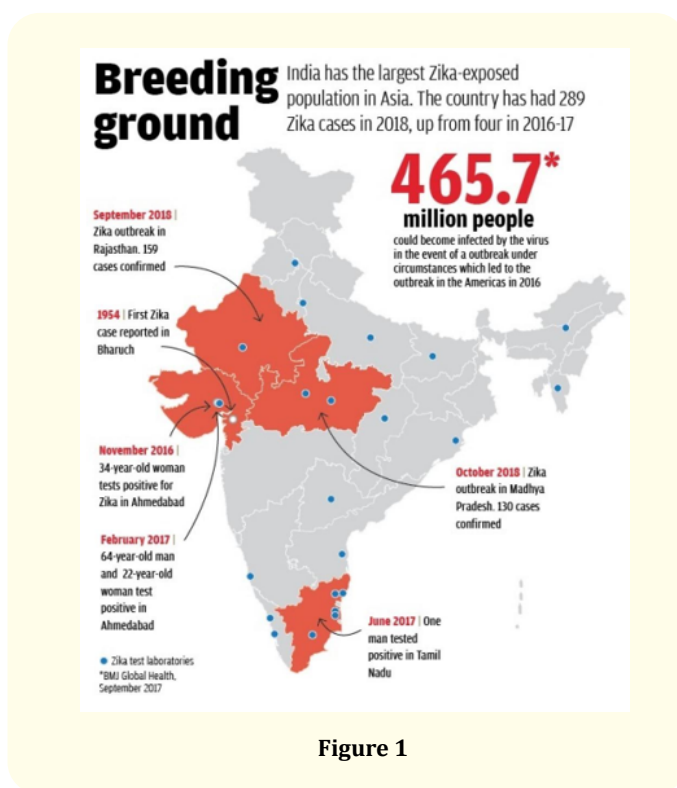 Breeding
ground
India has the largest Zika-exposed
population in Asia. The country has had 289
Zika cases in 2018, up from four in 2016-17
465.7*
million people
could become infected by the virus
in the event of a outbreak under
circumstances which led to the
outbreak in the Americas in 2016
September 2018 |
Zika outbreak in
Rajasthan. 159
cases confirmed
1954 | First Zika
case reported in
Bharuch
November 2016 |
34-year-old woman
tests positive for
Zika in Ahmedabad
February 2017 |
64-year-old man
and 22-year-old
woman test
positive in
Ahmedabad
October 2018 | Zika
outbreak in Madhya
Pradesh. 130 cases
confirmed
June 2017 | One
man tested
positive in Tamil
Nadu
Zika test laboratories
*BMJ Global Health,
September 2017
Figure 1